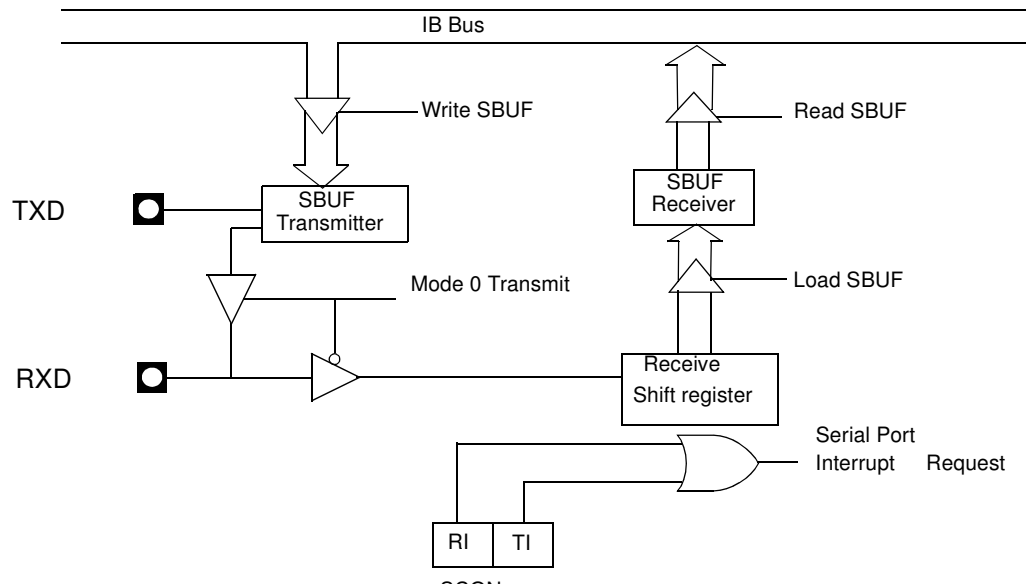 IB Bus
Write SBUF
Read SBUF
TXD
SBUF
Transmitter
SBUF
Receiver
Mode 0 Transmit
Load SBUF
RXD
Receive
Shift register
Serial Port
Interrupt Request
RI
TI